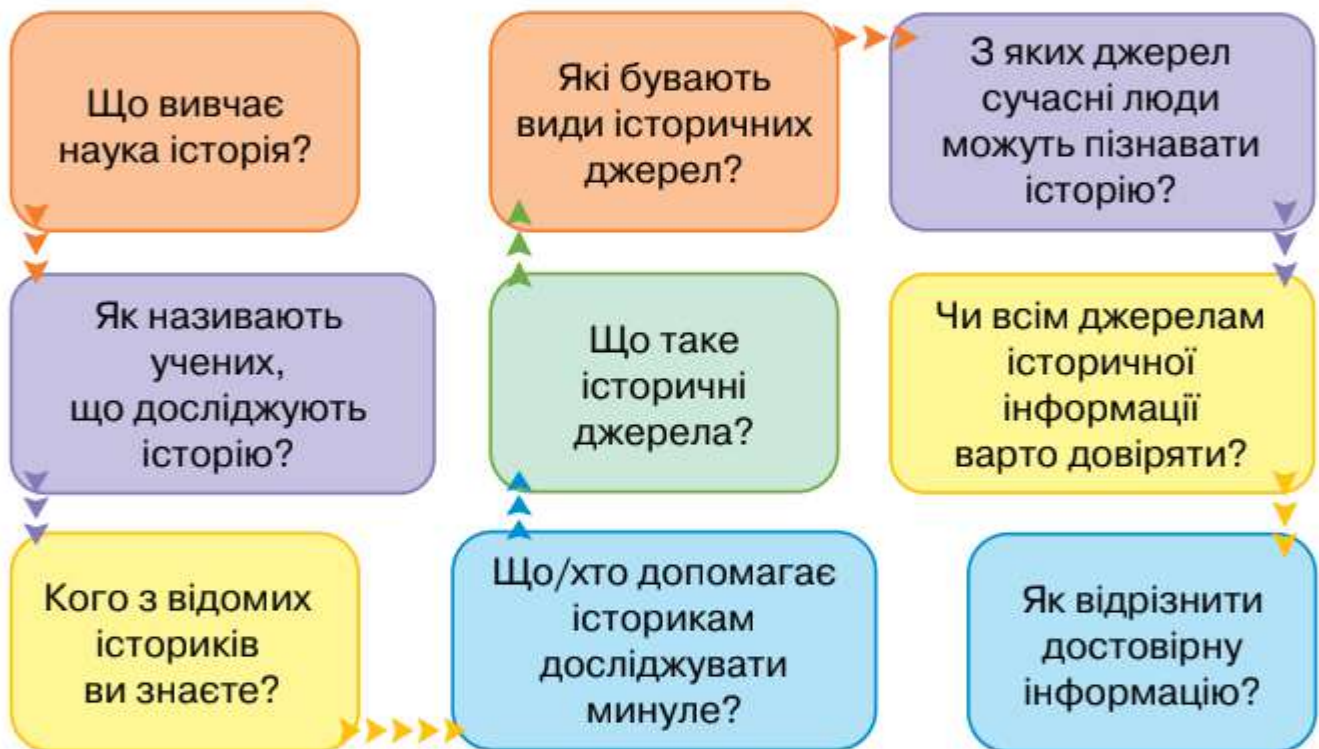 Що вивчає
наука історія?
Як називають
учених,
що досліджують
історію?
Кого з відомих
істориків
ви знаєте?
Що/хто допомагає
історикам
досліджувати
минуле?
Що таке
історичні
джерела?
Які бувають
види історичних
джерел?
З яких джерел
сучасні люди
можуть пізнавати
історію?
Чи всім джерелам
історичної
інформації
варто довіряти?
Як відрізнити
достовірну
інформацію?